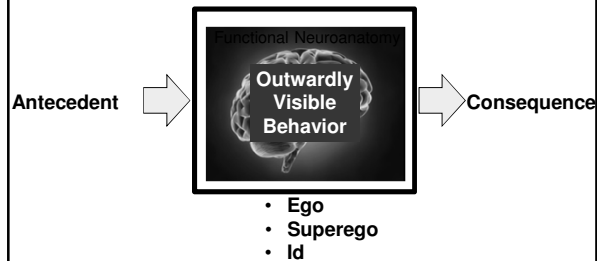 Functional Neuroanatomy
Outwardly
Visible
Behavior
Antecedent
Consequence
• Ego
• Superego
• Id